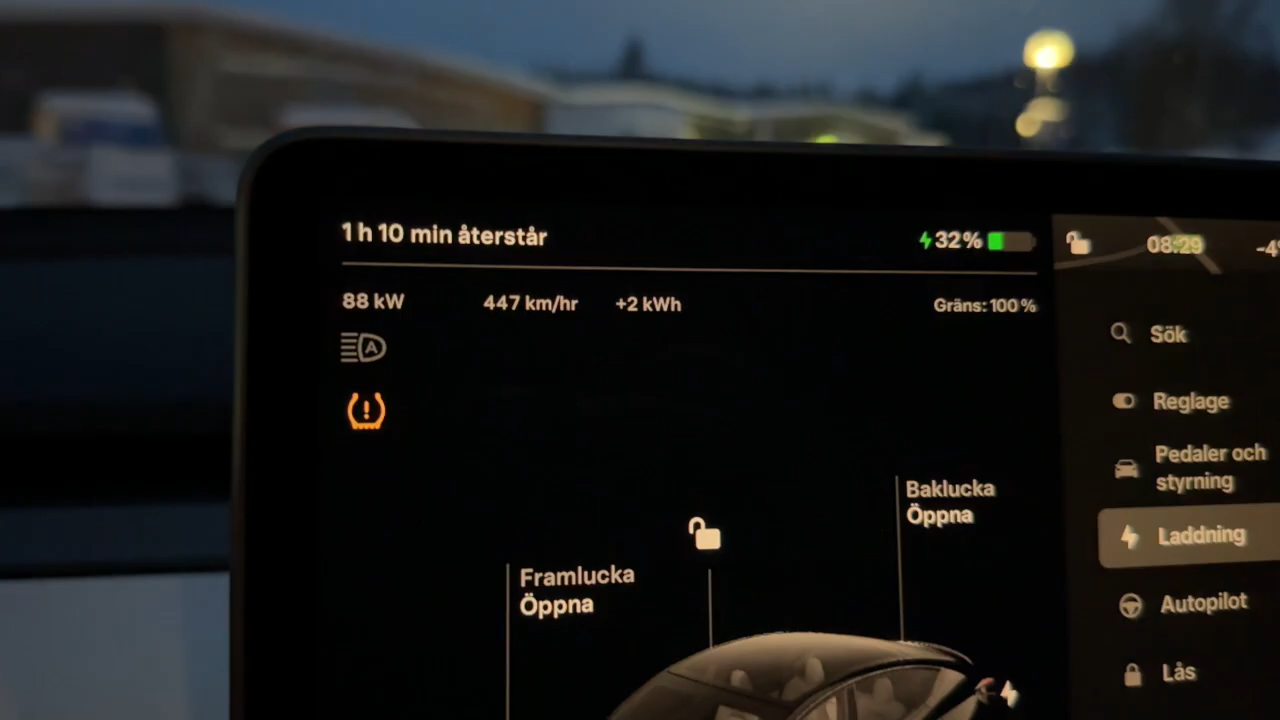 1 h 10 min återstår
32%
88 kW
447 km/hr
+2 kWh
Gräns: 100 %
A
Framlucka
Öppna
Baklucka
Öppna
08:29
-4°
Sök
Reglage
Pedaler och
styrning
Laddning
Autopilot
Lås